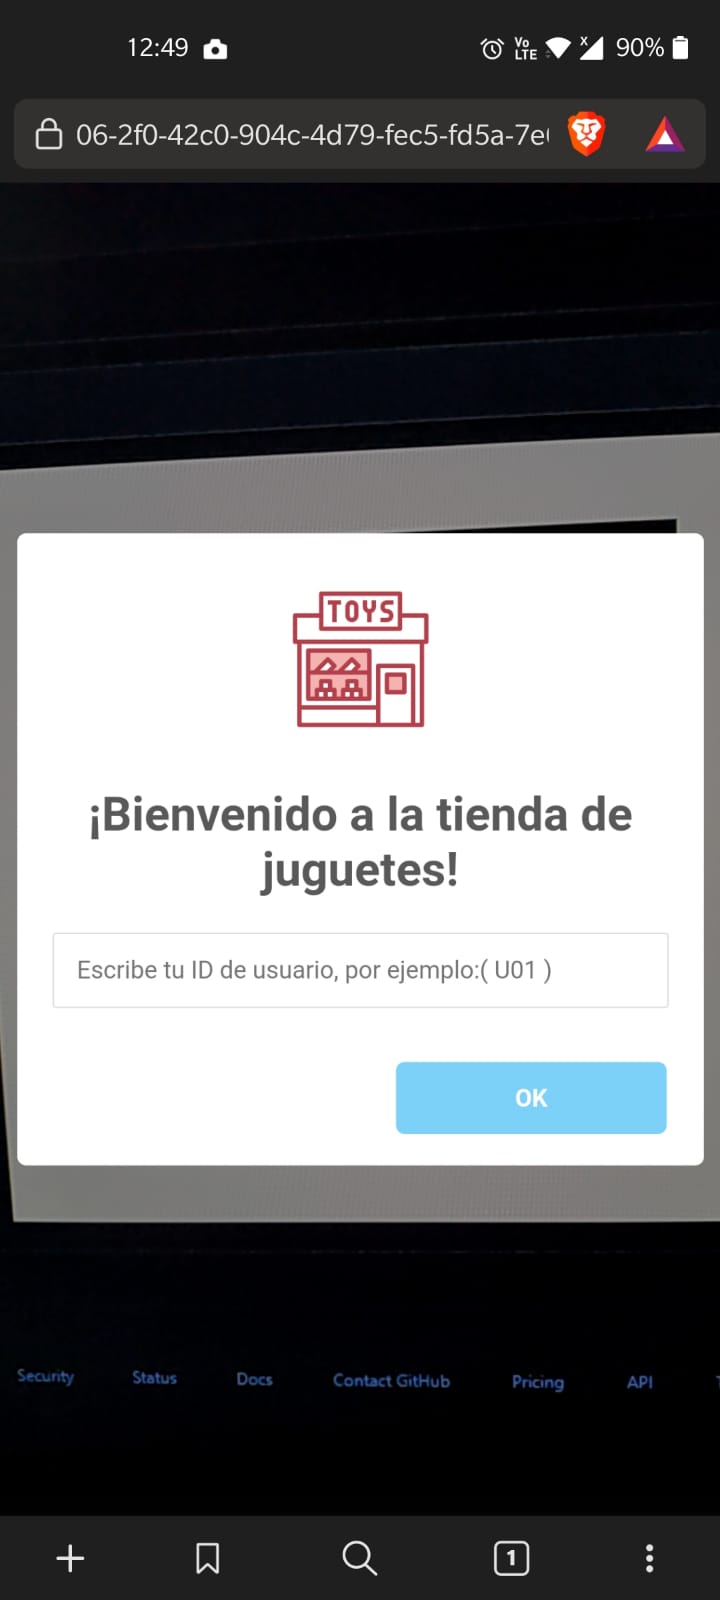 12:49
Vo
LTE
x
90%
06-2f0-42c0-904c-4d79-fec5-fd5a-7e
TOYS
¡Bienvenido a la tienda de
juguetes!
Escribe tu ID de usuario, por ejemplo:( U01 )
OK
Security Status Docs Contact GitHub Pricing API
1